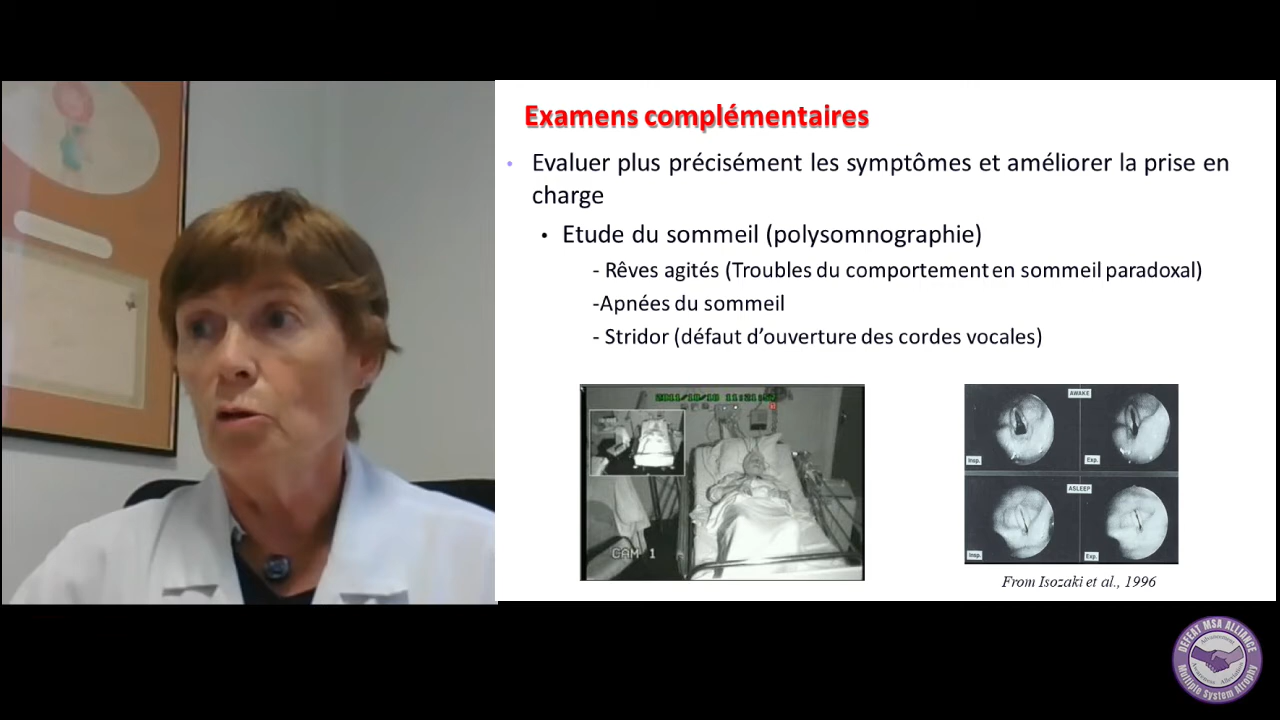 Examens complémentaires
• Evaluer plus précisément les symptômes et améliorer la prise en
charge
• Etude du sommeil (polysomnographie)
- Rêves agités (Troubles du comportement en sommeil paradoxal)
-Apnées du sommeil
- Stridor (défaut d’ouverture des cordes vocales)
CAM 1
AWAKE
Insp.
Exp.
ASLEEP
Insp.
Exp.
From Isozaki et al., 1996
DEFEAT MSA ALLIANCE
Multiple System Atrophy